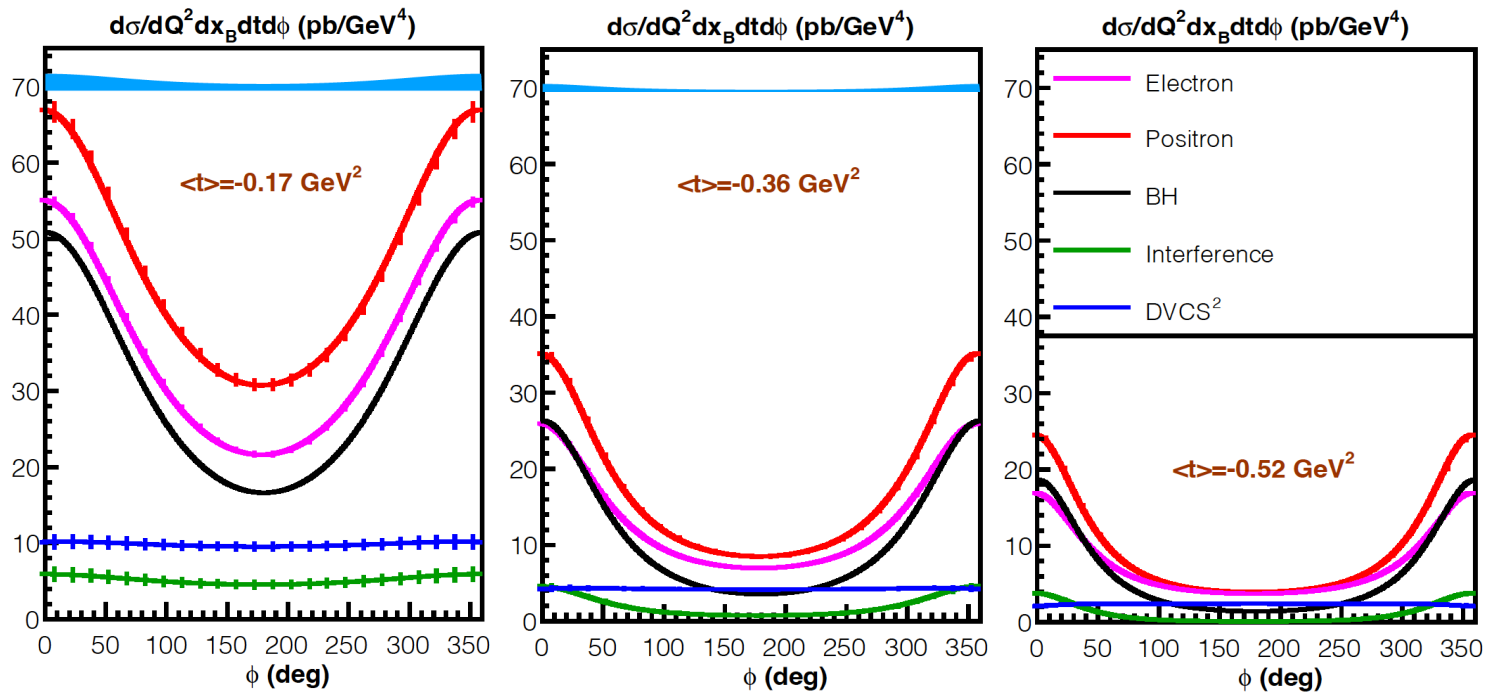 dσ/dQ²dx_Bdtdϕ (pb/GeV⁴)
70
60
50
40
30
20
10
0
<t>=-0.17 GeV²
0 50 100 150 200 250 300 350
ϕ (deg)
dσ/dQ²dx_Bdtdϕ (pb/GeV⁴)
70
60
50
40
30
20
10
0
<t>=-0.36 GeV²
0 50 100 150 200 250 300 350
ϕ (deg)
dσ/dQ²dx_Bdtdϕ (pb/GeV⁴)
70
60
50
40
30
20
10
0
Electron
Positron
BH
Interference
DVCS²
<t>=-0.52 GeV²
0 50 100 150 200 250 300 350
ϕ (deg)